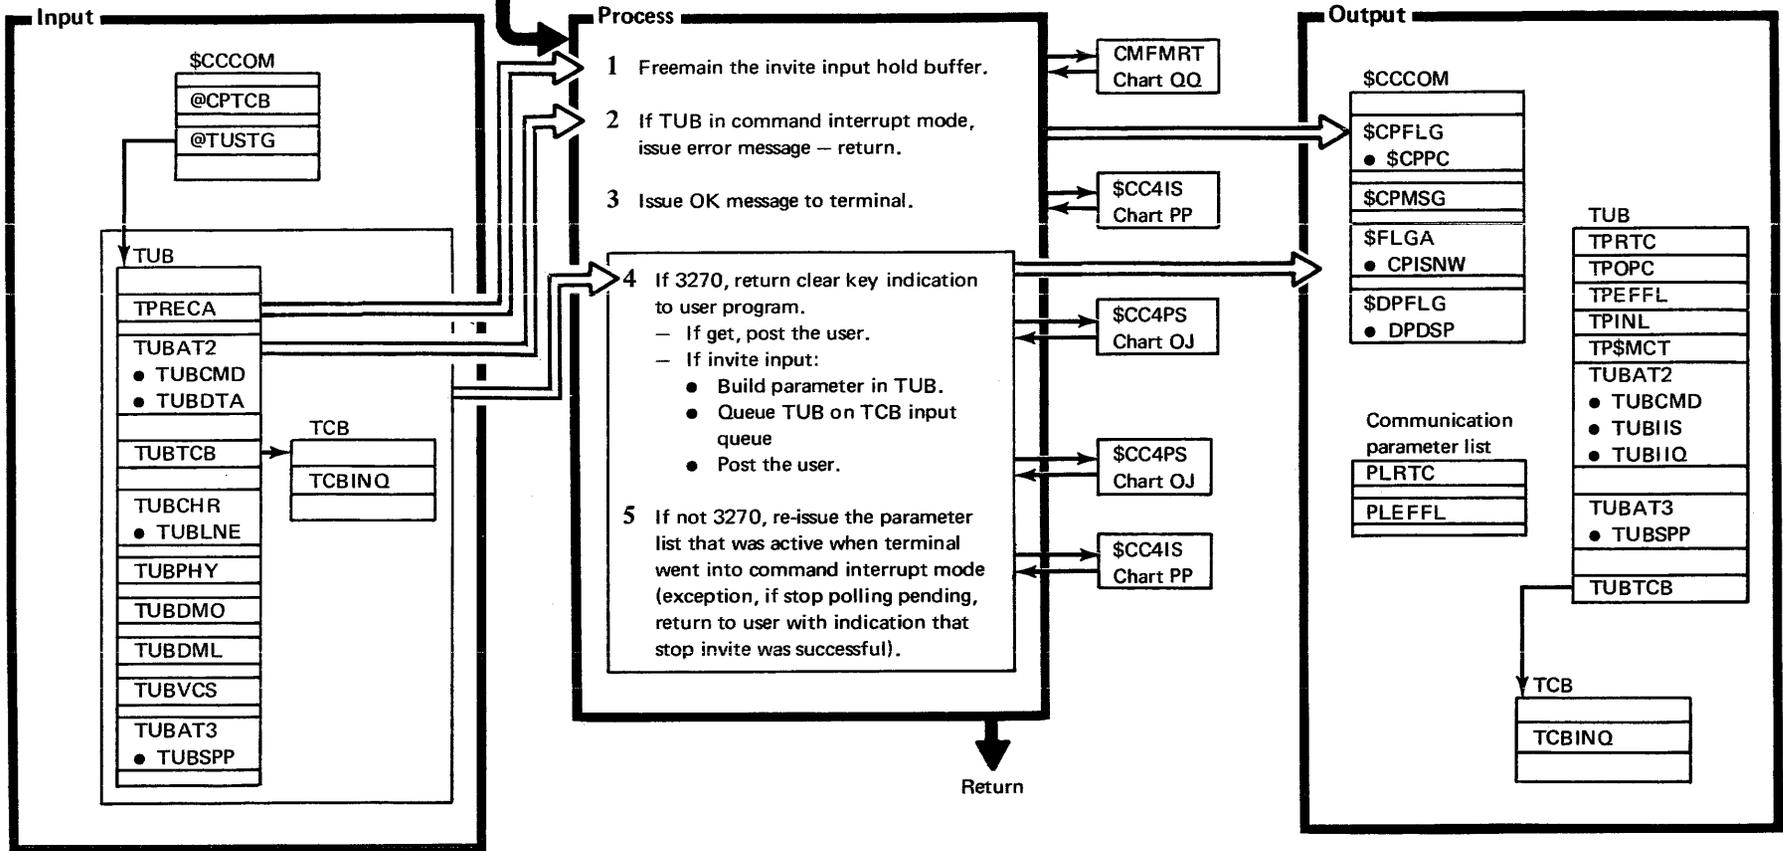 Input
$CCCOM
@CPTCB
@TUSTG
TUB
TPRECA
TUBAT2
● TUBCMD
● TUBDTA
TUBTCB
TUBCHR
● TUBLNE
TUBPHY
TUBDMO
TUBDML
TUBVCS
TUBAT3
● TUBSPP
TCB
TCBINQ
Process
1 Freemain the invite input hold buffer.
2 If TUB in command interrupt mode,
issue error message — return.
3 Issue OK message to terminal.
4 If 3270, return clear key indication
to user program.
— If get, post the user.
— If invite input:
● Build parameter in TUB.
● Queue TUB on TCB input
queue
● Post the user.
5 If not 3270, re-issue the parameter
list that was active when terminal
went into command interrupt mode
(exception, if stop polling pending,
return to user with indication that
stop invite was successful).
Return
CMFMRT
Chart QQ
$CC4IS
Chart PP
$CC4PS
Chart OJ
$CC4PS
Chart OJ
$CC4IS
Chart PP
Output
$CCCOM
$CPFLG
● $CPPC
$CPMSG
$FLGA
● CPISNW
$DPFLG
● DPDSP
Communication
parameter list
PLRTC
PLEFFL
TUB
TPRTC
TPOPC
TPEFFL
TPINL
TP$MCT
TUBAT2
● TUBCMD
● TUBIIS
● TUBIIQ
TUBAT3
● TUBSPP
TUBTCB
TCB
TCBINQ